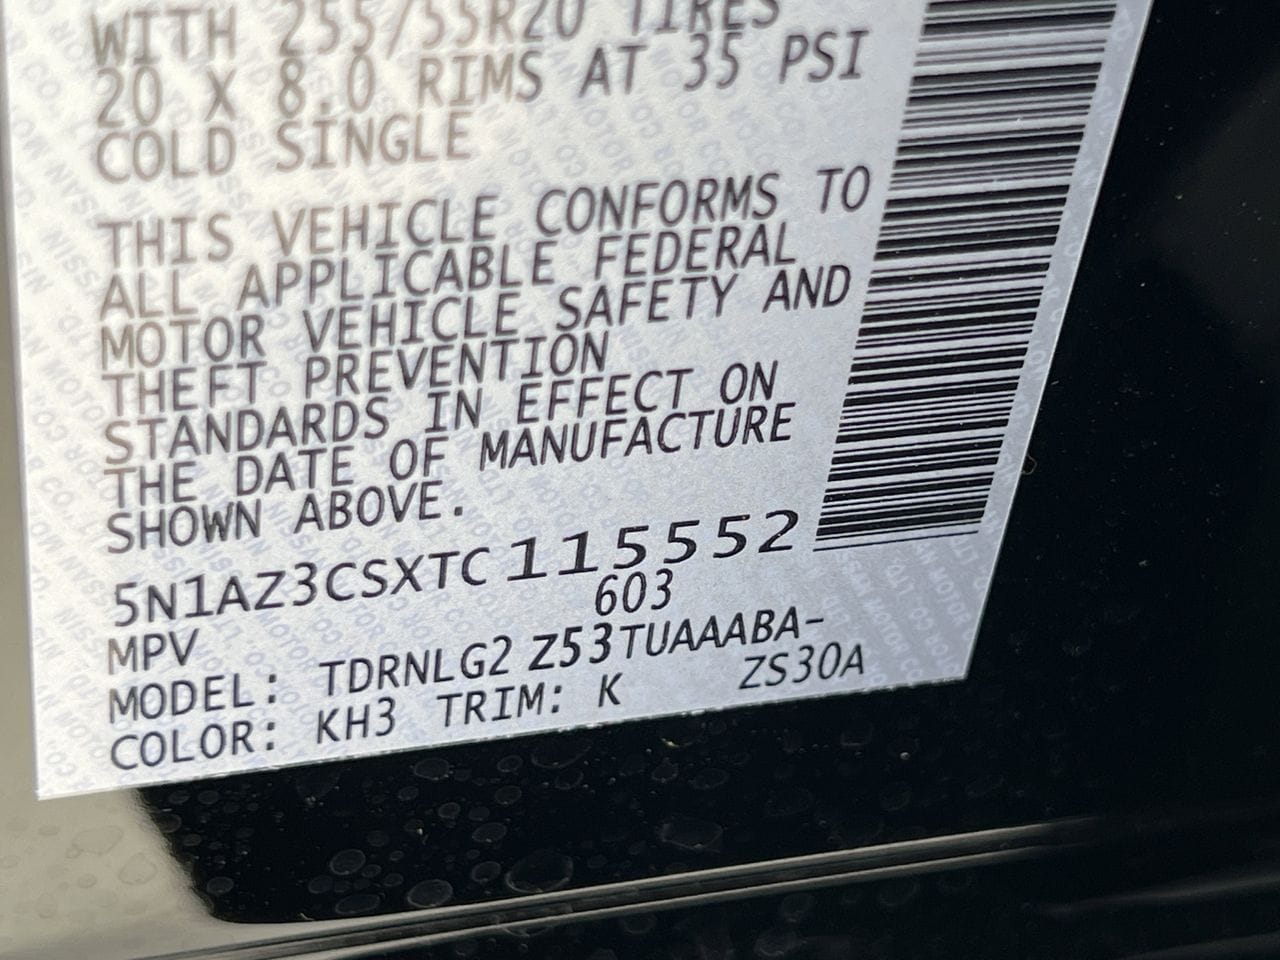 WITH 255/55R20 TIRES
20 X 8.0 RIMS AT 35 PSI
COLD SINGLE
THIS VEHICLE CONFORMS TO
ALL APPLICABLE FEDERAL
MOTOR VEHICLE SAFETY AND
THEFT PREVENTION
STANDARDS IN EFFECT ON
THE DATE OF MANUFACTURE
SHOWN ABOVE.
5N1AZ3CSXTC115552
MPV 603
MODEL: TDRNLG2 Z53TUAAABA-
COLOR: KH3 TRIM: K ZS30A